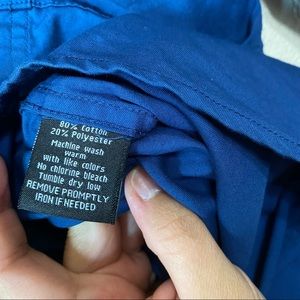 80% Cotton
20% Polyester
Machine wash
warm
with like colors
No chlorine bleach
Tumble dry low
REMOVE PROMPTLY
IRON IF NEEDED